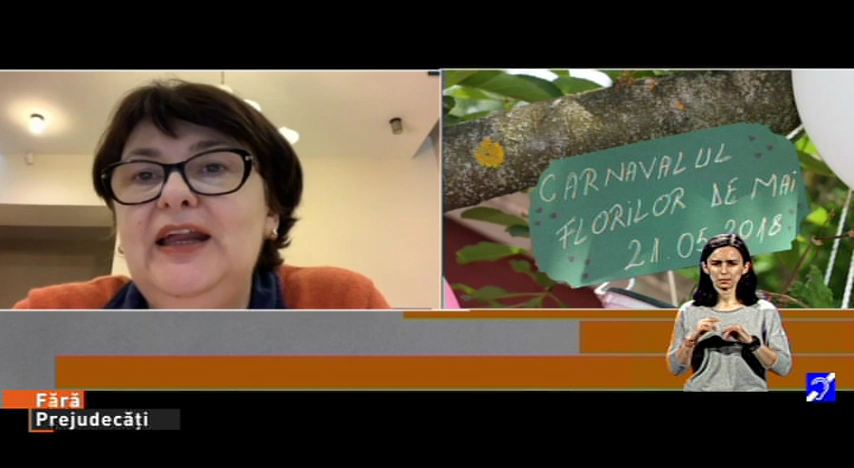 CARNAVALUL
FLORILOR DE MAI
21.05.2018
Fără
Prejudecăți